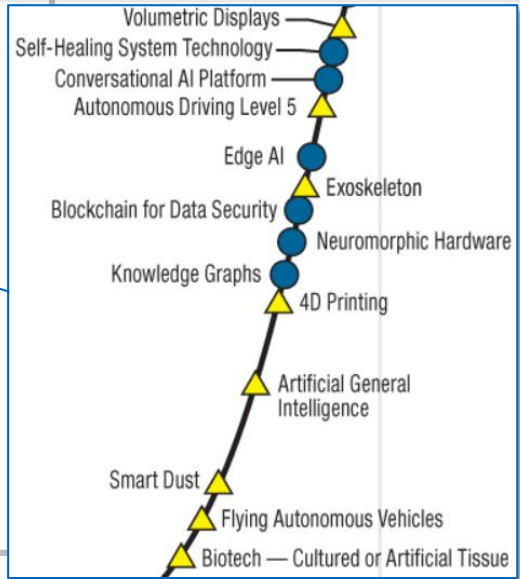 Volumetric Displays
Self-Healing System Technology
Conversational AI Platform
Autonomous Driving Level 5
Edge AI
Exoskeleton
Blockchain for Data Security
Neuromorphic Hardware
Knowledge Graphs
4D Printing
Artificial General
Intelligence
Smart Dust
Flying Autonomous Vehicles
Biotech — Cultured or Artificial Tissue